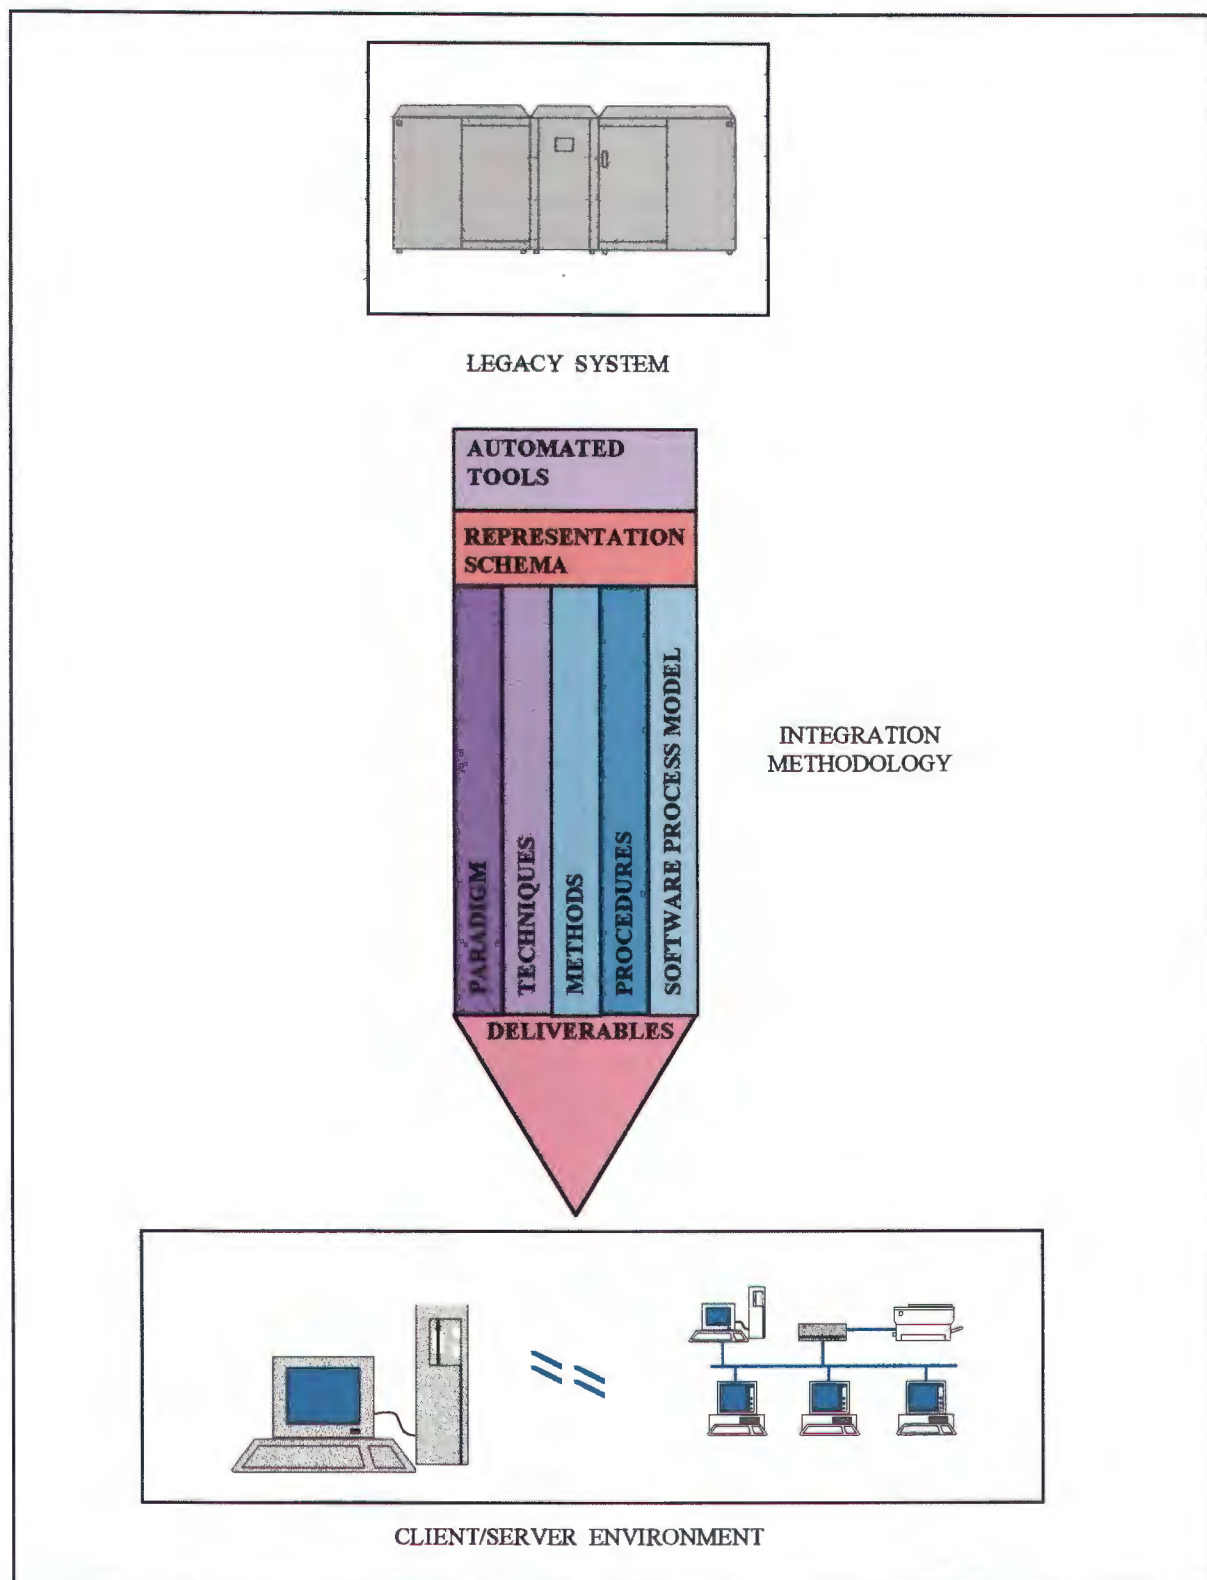 LEGACY SYSTEM
AUTOMATED
TOOLS
REPRESENTATION
SCHEMA
PARADIGM
TECHNIQUES
METHODS
PROCEDURES
SOFTWARE PROCESS MODEL
INTEGRATION
METHODOLOGY
DELIVERABLES
CLIENT/SERVER ENVIRONMENT